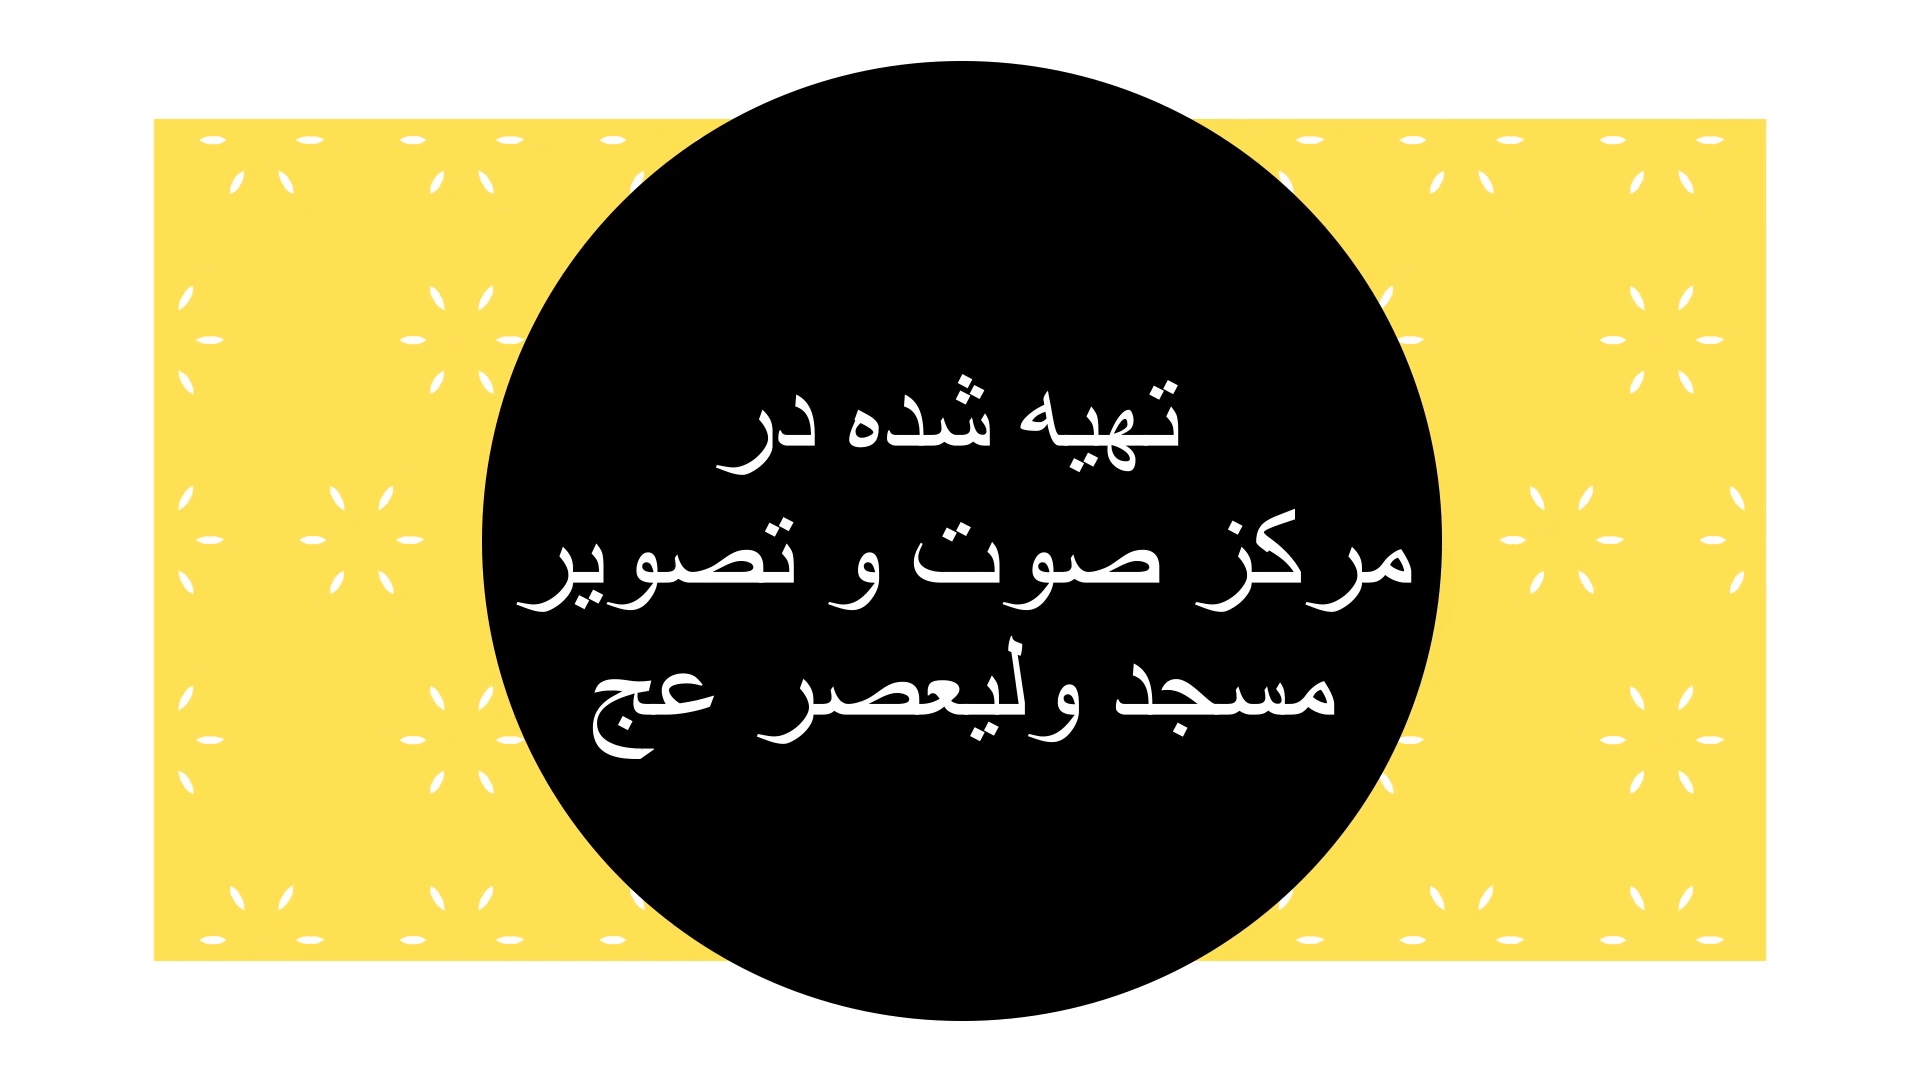 تهیه شده در
مرکز صوت و تصویر
مسجد ولیعصر عج